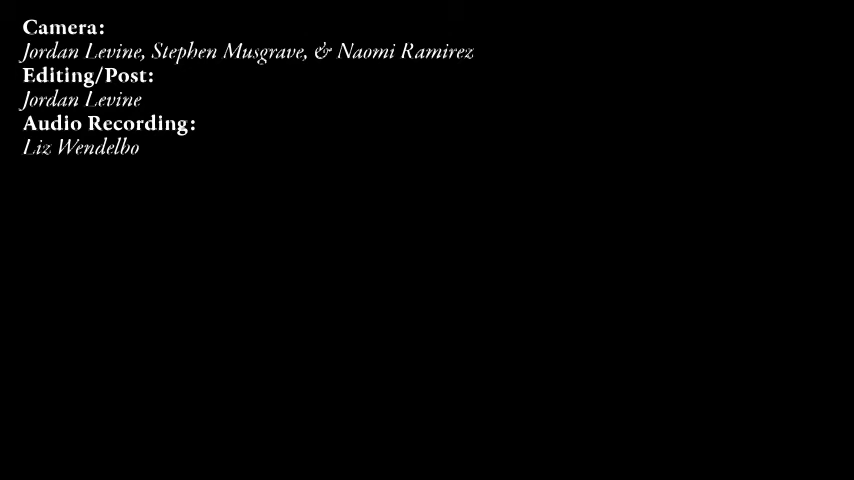 Camera:
Jordan Levine, Stephen Musgrave, & Naomi Ramirez
Editing/Post:
Jordan Levine
Audio Recording:
Liz Wendelbo